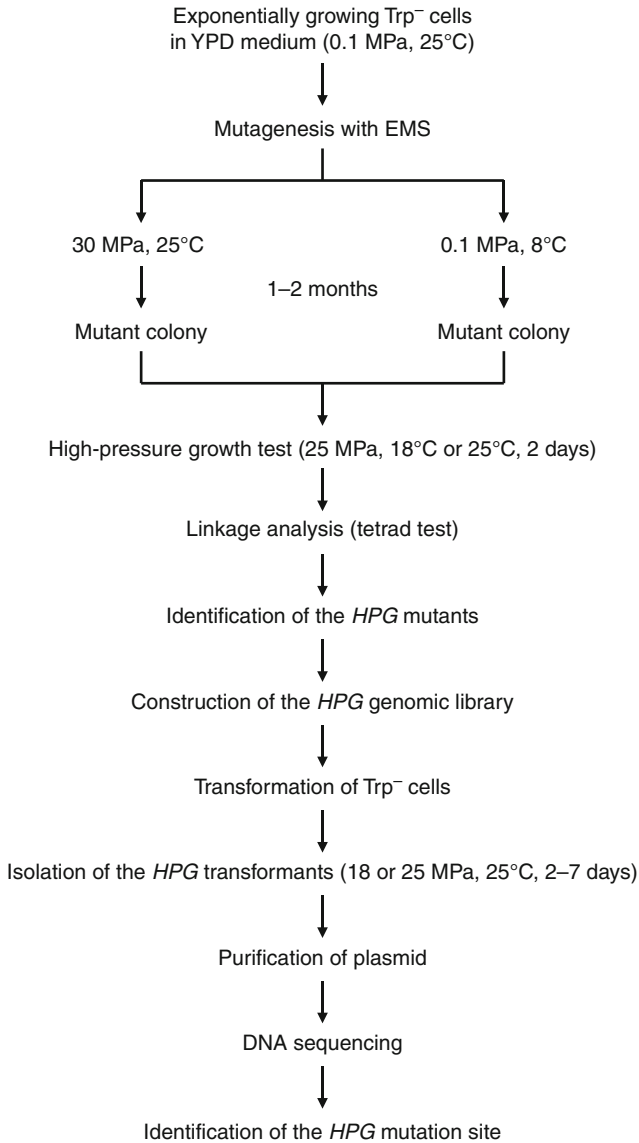 Exponentially growing Trp⁻ cells
in YPD medium (0.1 MPa, 25°C)
Mutagenesis with EMS
30 MPa, 25°C
0.1 MPa, 8°C
1–2 months
Mutant colony
Mutant colony
High-pressure growth test (25 MPa, 18°C or 25°C, 2 days)
Linkage analysis (tetrad test)
Identification of the HPG mutants
Construction of the HPG genomic library
Transformation of Trp⁻ cells
Isolation of the HPG transformants (18 or 25 MPa, 25°C, 2–7 days)
Purification of plasmid
DNA sequencing
Identification of the HPG mutation site